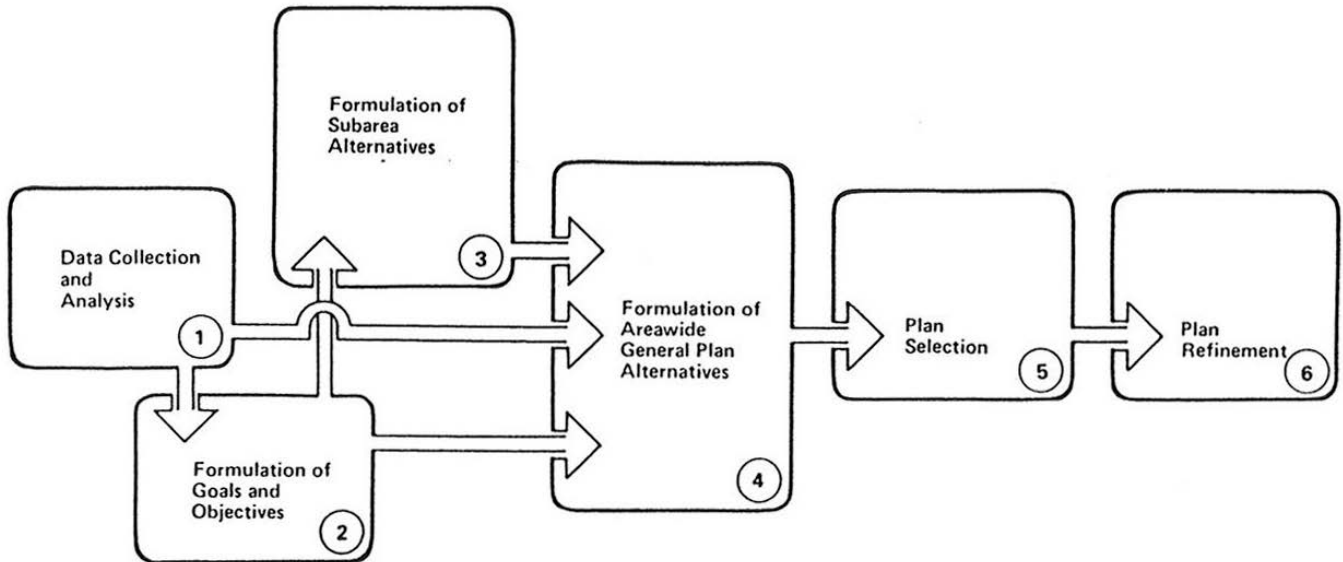 Data Collection
and
Analysis
1
Formulation of
Goals and
Objectives
2
Formulation of
Subarea
Alternatives
3
Formulation of
Areawide
General Plan
Alternatives
4
Plan
Selection
5
Plan
Refinement
6